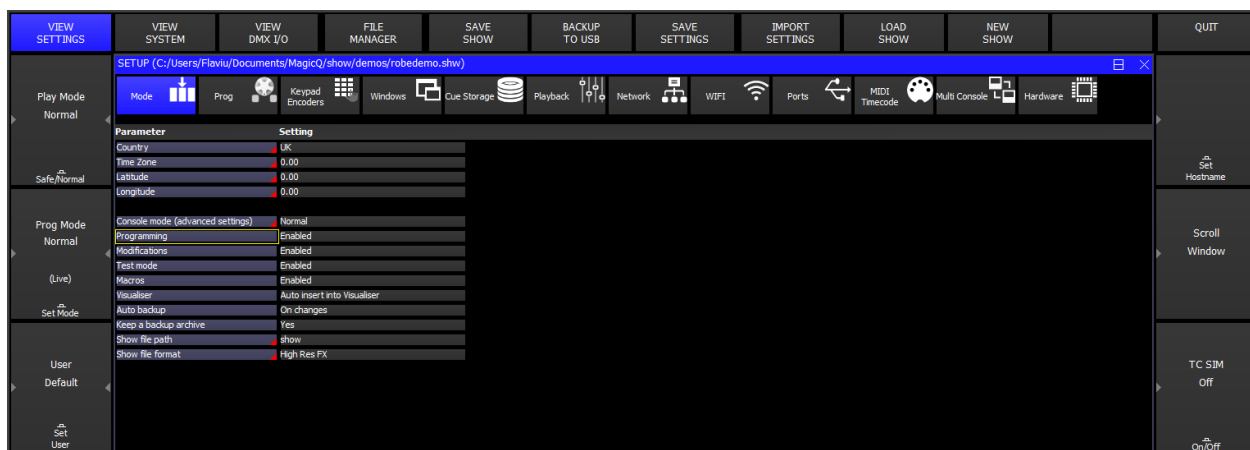 VIEW
SETTINGS
VIEW
SYSTEM
VIEW
DMX I/O
FILE
MANAGER
SAVE
SHOW
BACKUP
TO USB
SAVE
SETTINGS
IMPORT
SETTINGS
LOAD
SHOW
NEW
SHOW
QUIT
SETUP (C:/Users/Flaviu/Documents/MagicQ/show/demos/robedemo.shw)
Mode
Prog
Keypad
Encoders
Windows
Cue Storage
Playback
Network
WIFI
Ports
MIDI
Timecode
Multi Console
Hardware
Play Mode
Normal
Safe/Normal
Prog Mode
Normal
(Live)
Set Mode
User
Default
Set
User
Parameter Setting
Country UK
Time Zone 0.00
Latitude 0.00
Longitude 0.00
Console mode (advanced settings) Normal
Programming Enabled
Modifications Enabled
Test mode Enabled
Macros Enabled
Visualiser Auto insert into Visualiser
Auto backup On changes
Keep a backup archive Yes
Show file path show
Show file format High Res FX
Set
Hostname
Scroll
Window
TC SIM
Off
On/Off